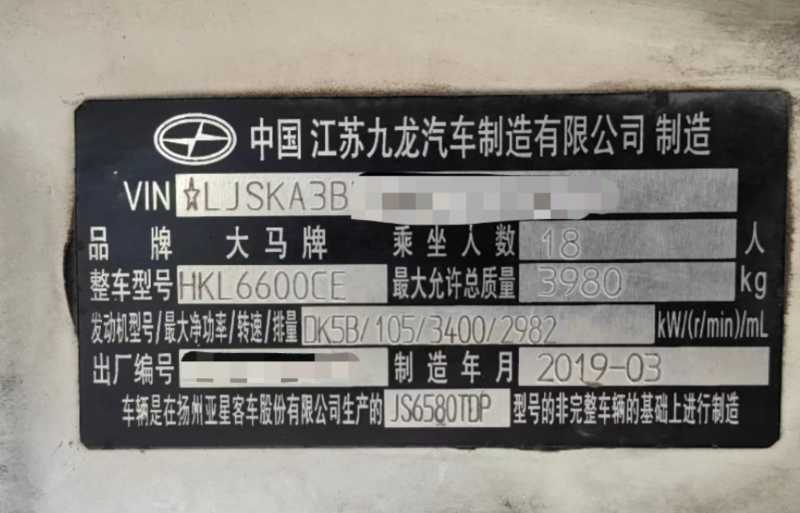 中国 江苏九龙汽车制造有限公司 制造
VIN ☆LJSKA3B
品牌 大马牌 乘坐人数 18 人
整车型号 HKL6600CE 最大允许总质量 3980 kg
发动机型号/最大净功率/转速/排量 DK5B/105/3400/2982 kW/(r/min)/mL
出厂编号 制造年月 2019-03
车辆是在扬州亚星客车股份有限公司生产的 JS6580TDP 型号的非完整车辆的基础上进行制造